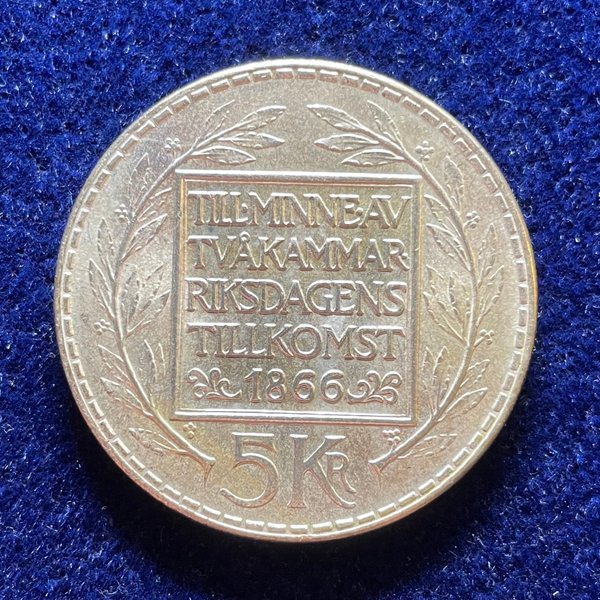 TILL·MINNE·AV
TVÅKAMMAR-
RIKSDAGENS
TILLKOMST
1866
5 KR